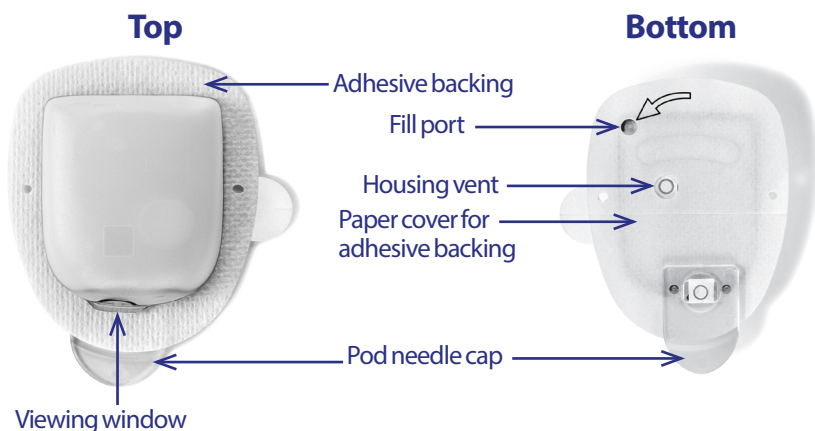 Top
Bottom
Adhesive backing
Fill port
Housing vent
Paper cover for
adhesive backing
Pod needle cap
Viewing window